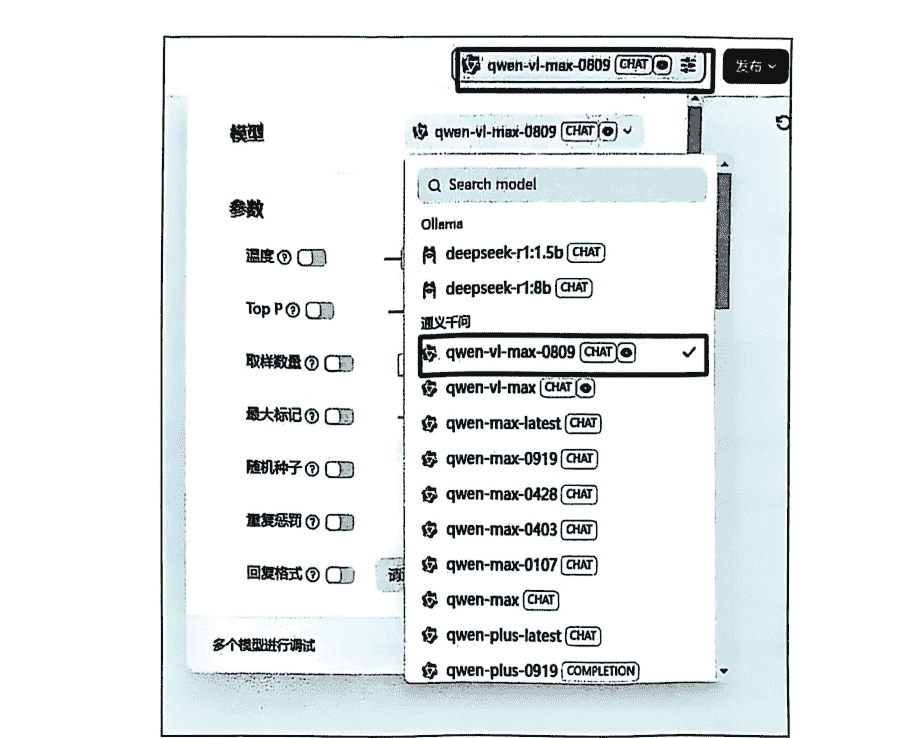 qwen-vl-max-0809 CHAT
发布
模型
qwen-vl-max-0809 CHAT
Search model
参数
Ollama
温度
deepseek-r1:1.5b CHAT
deepseek-r1:8b CHAT
Top P
通义千问
qwen-vl-max-0809 CHAT
取样数量
qwen-vl-max CHAT
最大标记
qwen-max-latest CHAT
qwen-max-0919 CHAT
随机种子
qwen-max-0428 CHAT
重复惩罚
qwen-max-0403 CHAT
qwen-max-0107 CHAT
回复格式
qwen-max CHAT
qwen-plus-latest CHAT
多个模型进行调试
qwen-plus-0919 COMPLETION